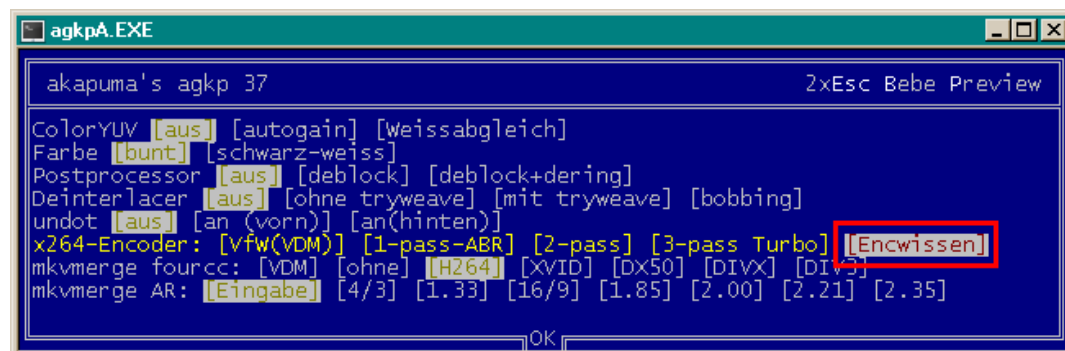 agkpA.EXE
akapuma's agkp 37 2xEsc Bebe Preview
ColorYUV [aus] [autogain] [Weissabgleich]
Farbe [bunt] [schwarz-weiss]
Postprocessor [aus] [deblock] [deblock+dering]
Deinterlacer [aus] [ohne tryweave] [mit tryweave] [bobbing]
undot [aus] [an (vorn)] [an(hinten)]
x264-Encoder: [VfW(VDM)] [1-pass-ABR] [2-pass] [3-pass Turbo] [Encwissen]
mkvmerge fourcc: [VDM] [ohne] [H264] [XVID] [DX50] [DIVX] [DIV3]
mkvmerge AR: [Eingabe] [4/3] [1.33] [16/9] [1.85] [2.00] [2.21] [2.35]
OK